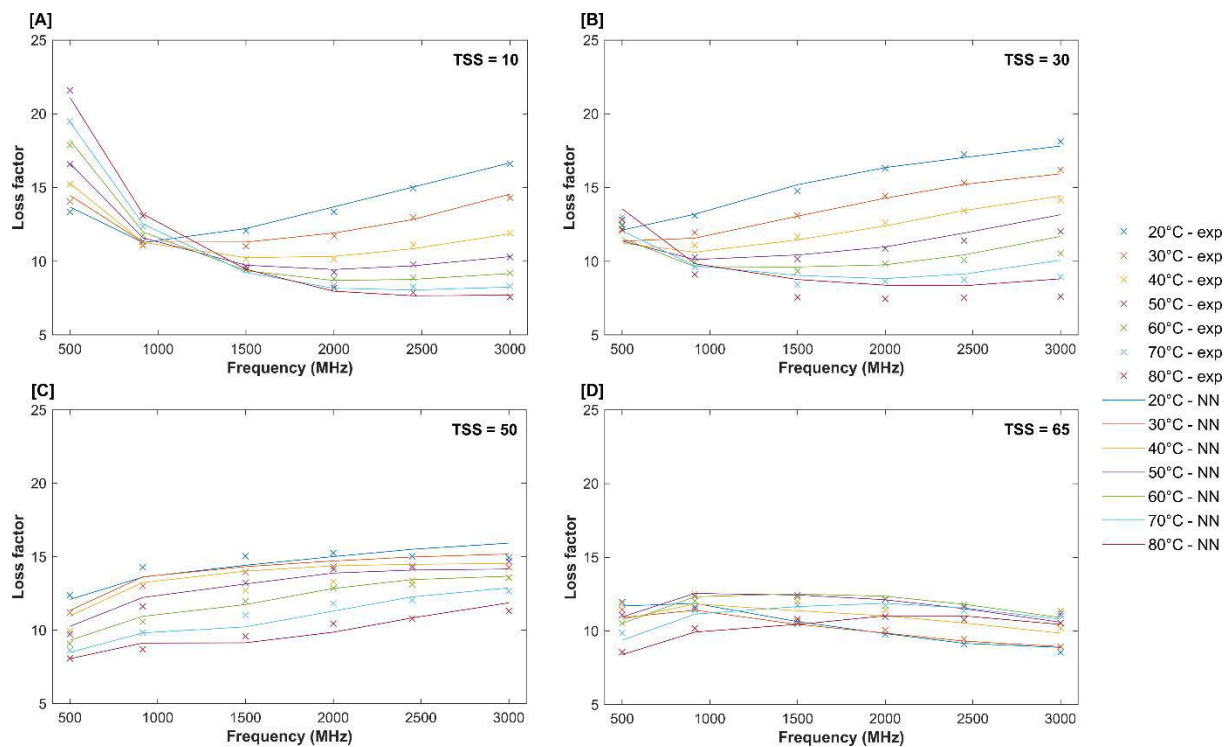 [A]
TSS = 10
25
20
15
10
5
Loss factor
500 1000 1500 2000 2500 3000
Frequency (MHz)
[B]
TSS = 30
25
20
15
10
5
Loss factor
500 1000 1500 2000 2500 3000
Frequency (MHz)
[C]
TSS = 50
25
20
15
10
5
Loss factor
500 1000 1500 2000 2500 3000
Frequency (MHz)
[D]
TSS = 65
25
20
15
10
5
Loss factor
500 1000 1500 2000 2500 3000
Frequency (MHz)
20°C - exp
30°C - exp
40°C - exp
50°C - exp
60°C - exp
70°C - exp
80°C - exp
20°C - NN
30°C - NN
40°C - NN
50°C - NN
60°C - NN
70°C - NN
80°C - NN